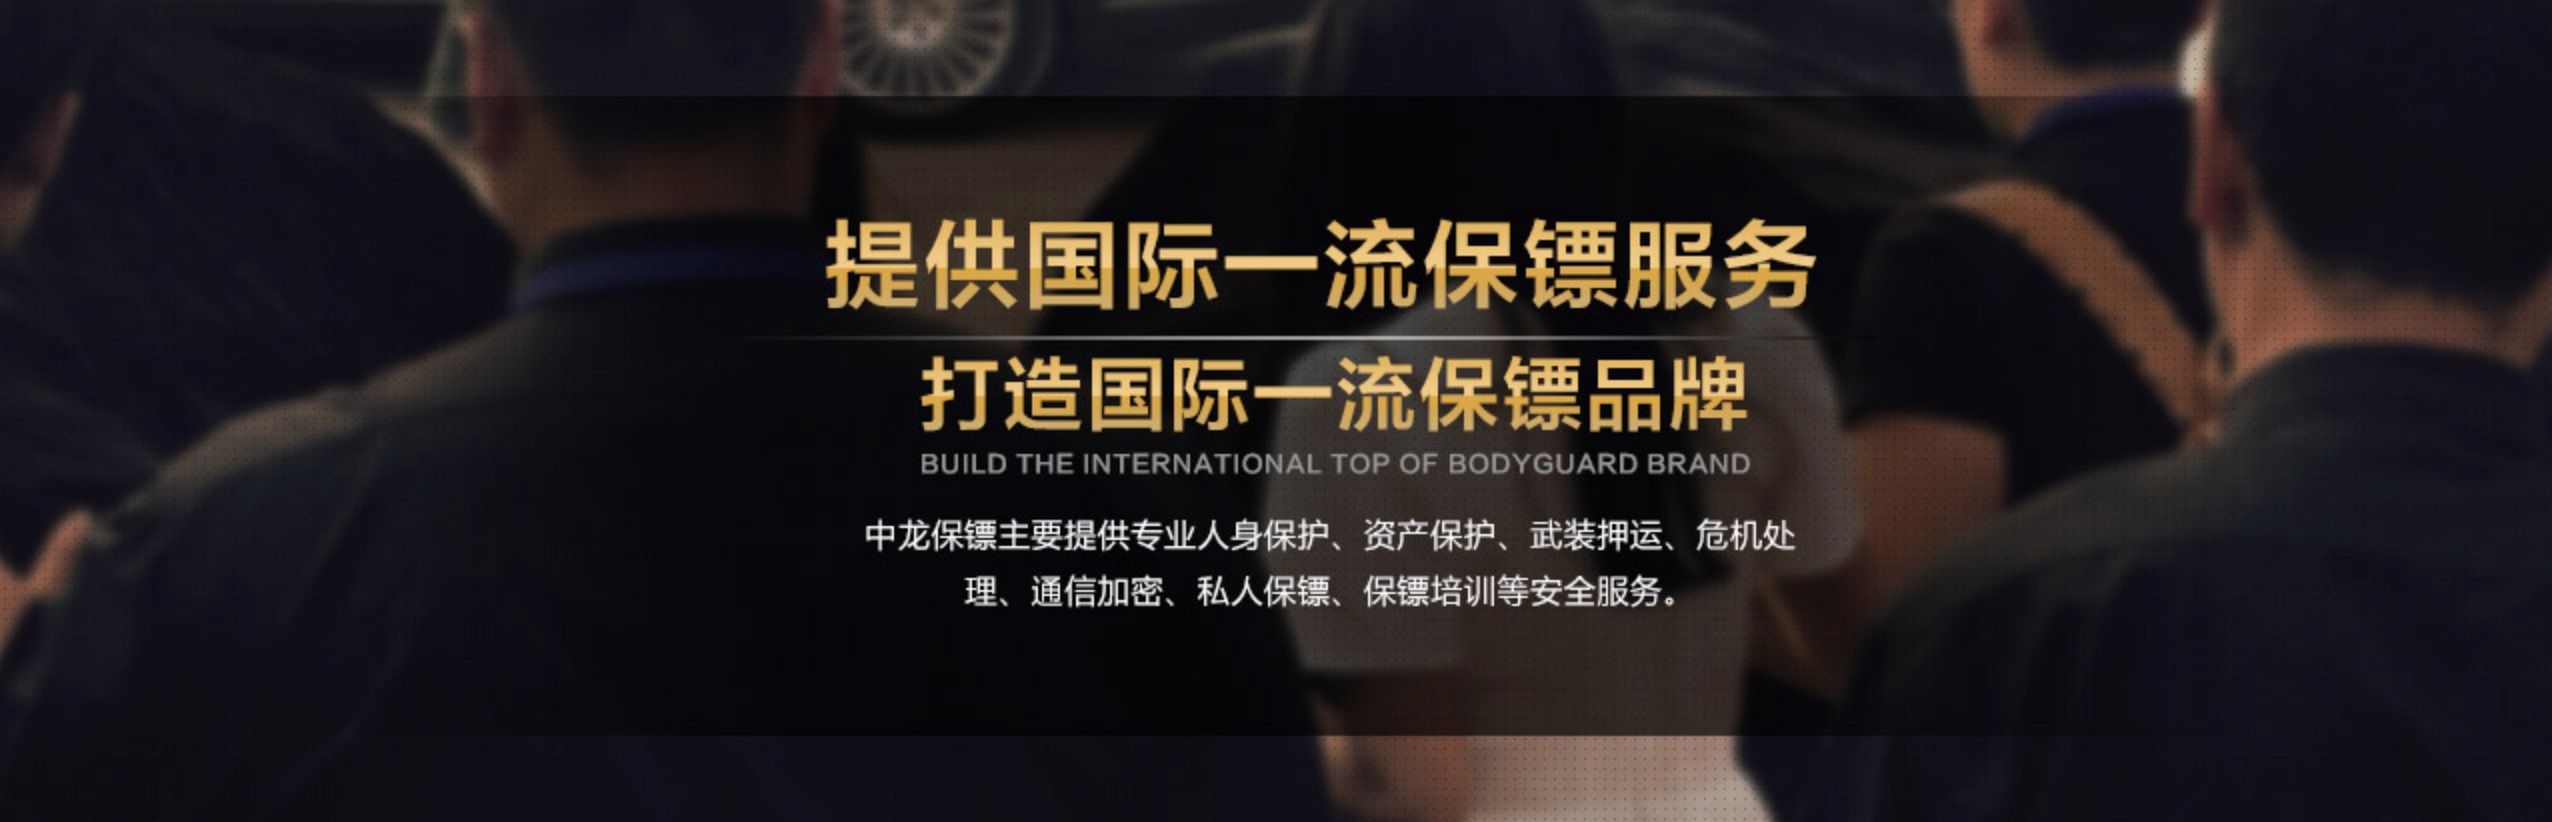 提供国际一流保镖服务
打造国际一流保镖品牌
BUILD THE INTERNATIONAL TOP OF BODYGUARD BRAND
中龙保镖主要提供专业人身保护、资产保护、武装押运、危机处
理、通信加密、私人保镖、保镖培训等安全服务。